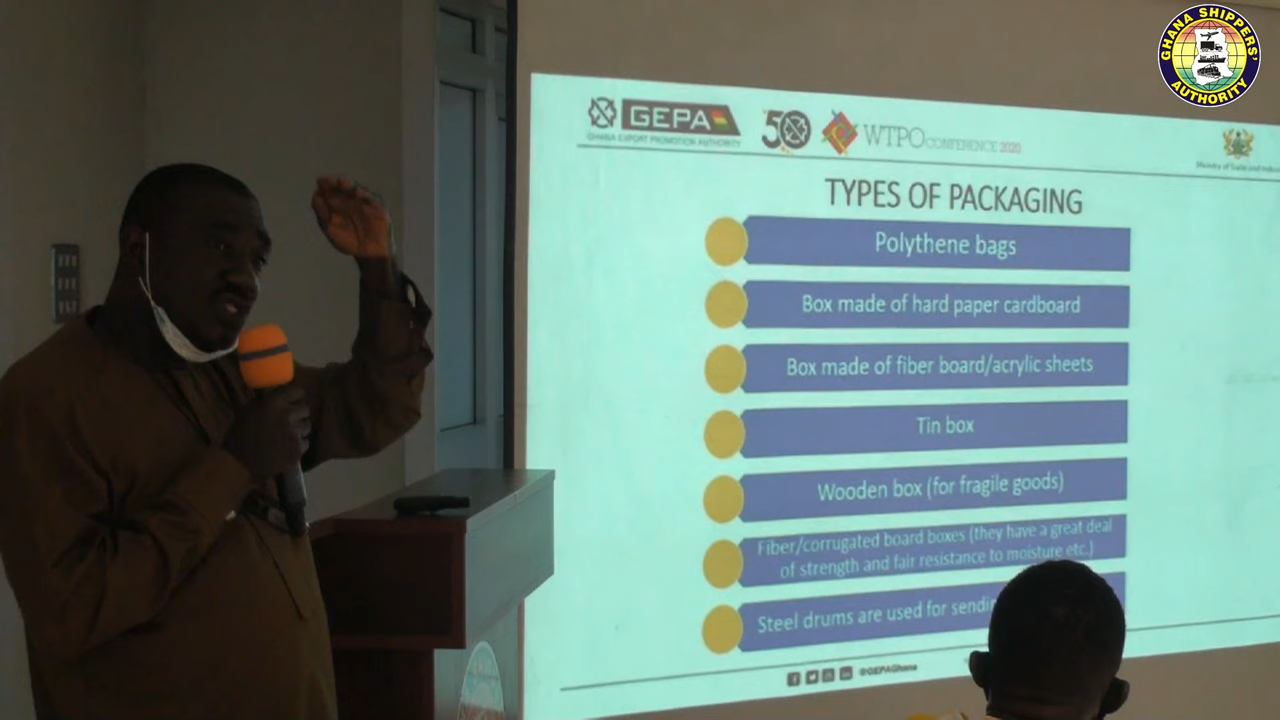 GHANA SHIPPERS'
AUTHORITY
GEPA
GHANA EXPORT PROMOTION AUTHORITY
50
WTPO CONFERENCE 2020
Ministry of Trade and
TYPES OF PACKAGING
Polythene bags
Box made of hard paper cardboard
Box made of fiber board/acrylic sheets
Tin box
Wooden box (for fragile goods)
Fiber/corrugated board boxes (they have a great deal
of strength and fair resistance to moisture etc.)
Steel drums are used for
@GEPAGhana